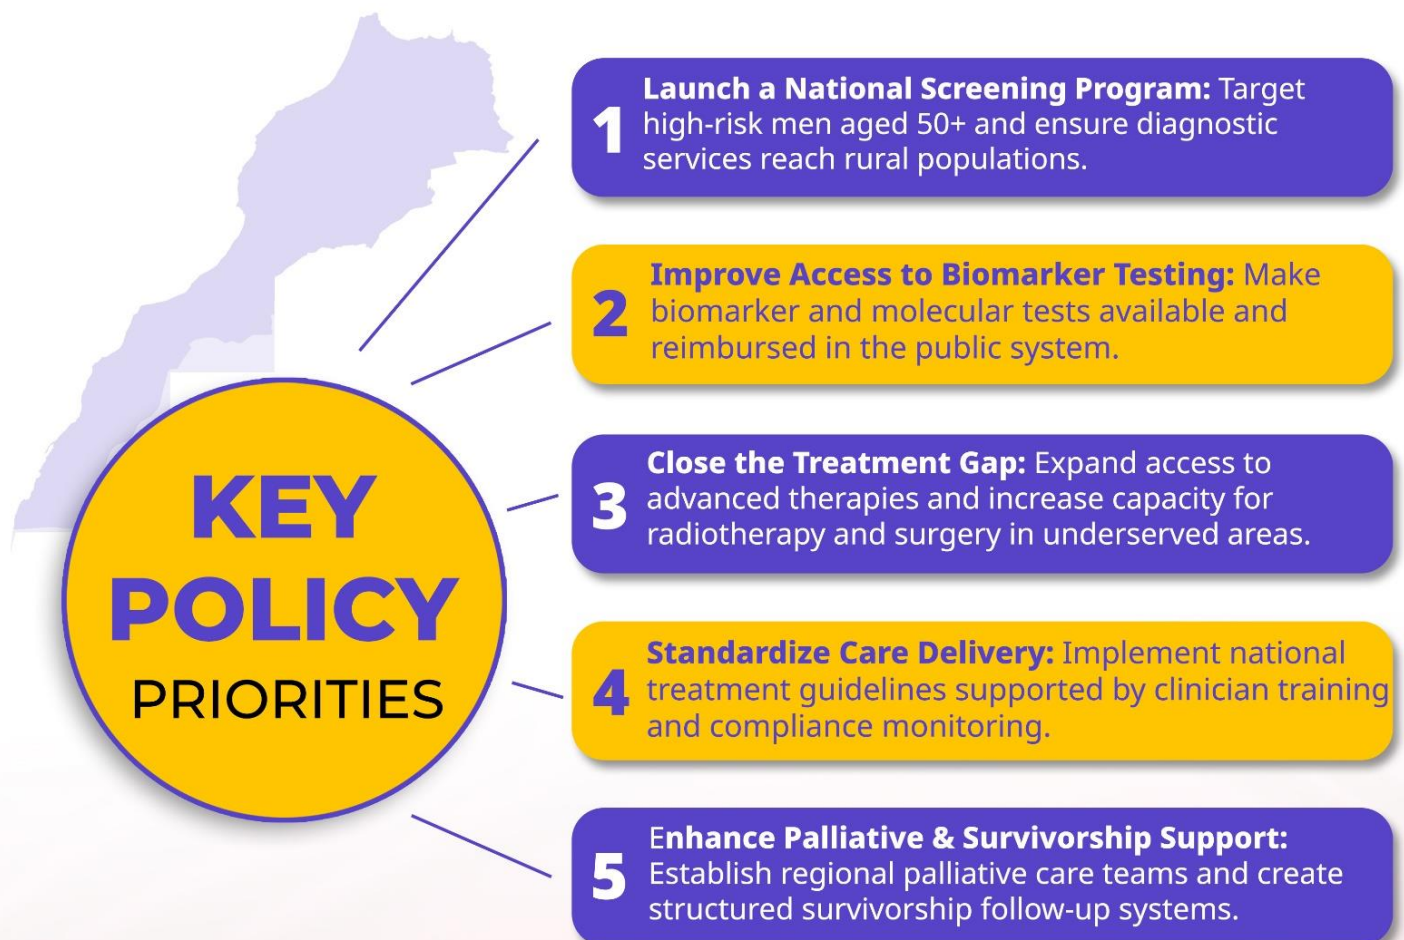 KEY
POLICY
PRIORITIES
1
Launch a National Screening Program: Target
high-risk men aged 50+ and ensure diagnostic
services reach rural populations.
2
Improve Access to Biomarker Testing: Make
biomarker and molecular tests available and
reimbursed in the public system.
3
Close the Treatment Gap: Expand access to
advanced therapies and increase capacity for
radiotherapy and surgery in underserved areas.
4
Standardize Care Delivery: Implement national
treatment guidelines supported by clinician training
and compliance monitoring.
5
Enhance Palliative & Survivorship Support:
Establish regional palliative care teams and create
structured survivorship follow-up systems.